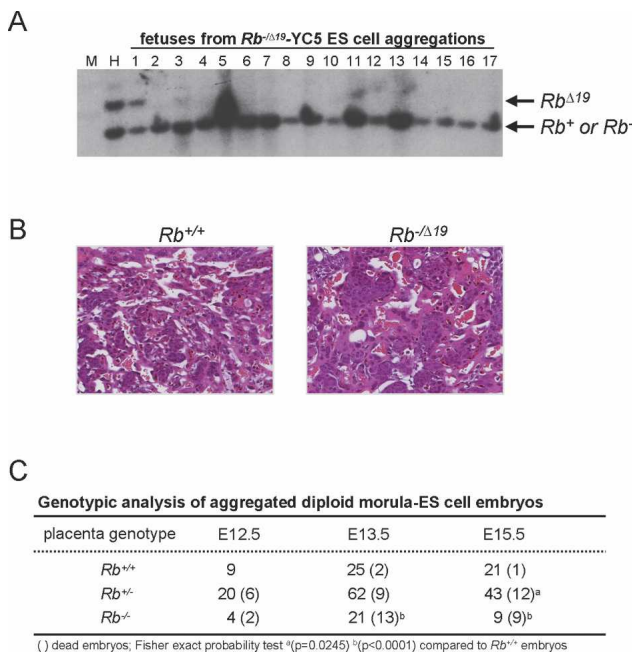 A
fetuses from Rb-/Δ19-YC5 ES cell aggregations
M H 1 2 3 4 5 6 7 8 9 10 11 12 13 14 15 16 17
RbΔ19
Rb+ or Rb-
B
Rb+/+ Rb-/Δ19
C
Genotypic analysis of aggregated diploid morula-ES cell embryos
placenta genotype E12.5 E13.5 E15.5
Rb+/+ 9 25 (2) 21 (1)
Rb+/- 20 (6) 62 (9) 43 (12)a
Rb-/- 4 (2) 21 (13)b 9 (9)b
( ) dead embryos; Fisher exact probability test a(p=0.0245) b(p<0.0001) compared to Rb+/+ embryos